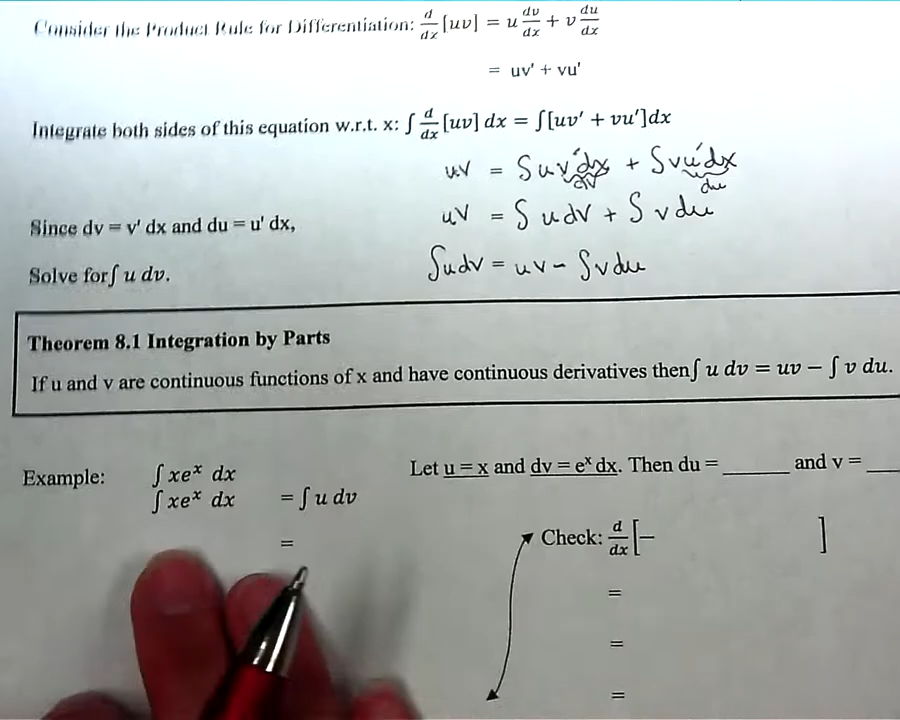 Consider the Product Rule for Differentiation: d/dx [uv] = u dv/dx + v du/dx
= uv' + vu'
Integrate both sides of this equation w.r.t. x: ∫ d/dx [uv] dx = ∫[uv' + vu']dx
uv = ∫ uv'dx + ∫vu'dx
dv du
Since dv = v' dx and du = u' dx,
uv = ∫ udv + ∫ vdu
Solve for∫ u dv.
∫udv = uv - ∫vdu
Theorem 8.1 Integration by Parts
If u and v are continuous functions of x and have continuous derivatives then∫ u dv = uv − ∫ v du.
Example: ∫ xeˣ dx
Let u = x and dv = eˣ dx. Then du = ______ and v = ___
∫ xeˣ dx = ∫ u dv
=
Check: d/dx [− ]
=
=
=